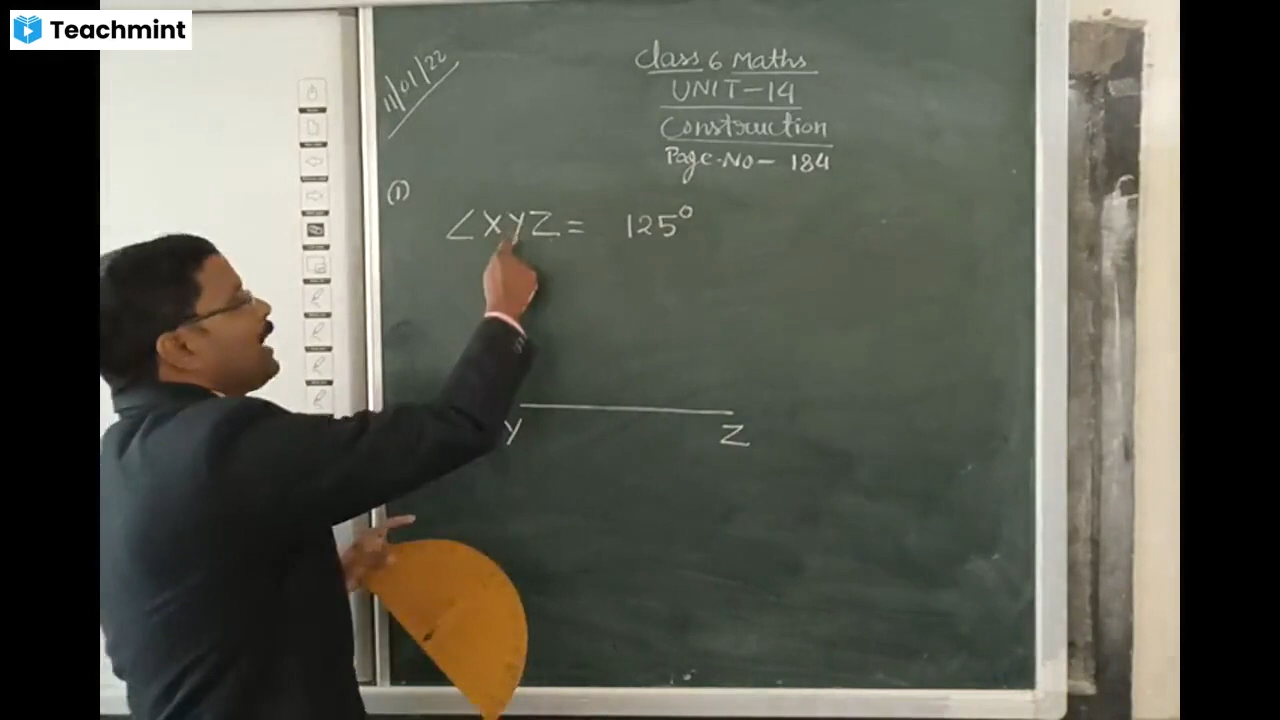 Teachmint
11/01/22
Class 6 Maths
UNIT-14
Construction
Page-No- 184
(1)
∠XYZ = 125°
Y Z